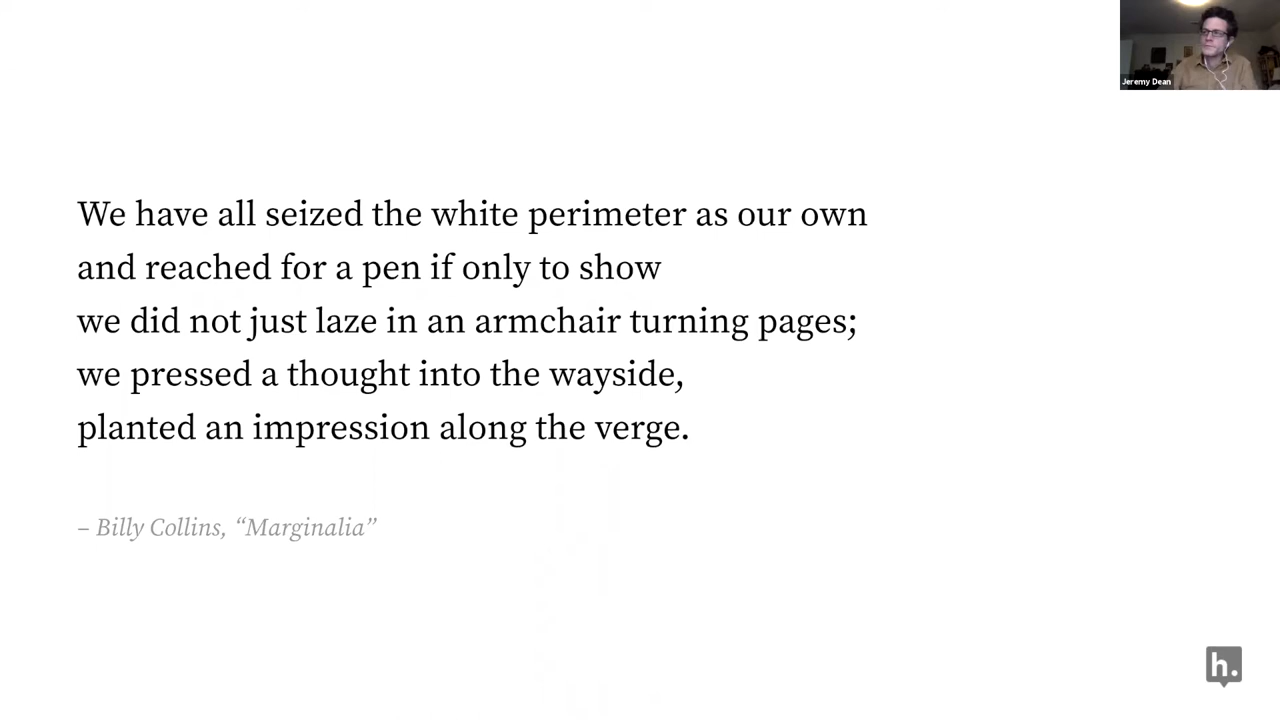 Jeremy Dean
We have all seized the white perimeter as our own
and reached for a pen if only to show
we did not just laze in an armchair turning pages;
we pressed a thought into the wayside,
planted an impression along the verge.
– Billy Collins, “Marginalia”
h.